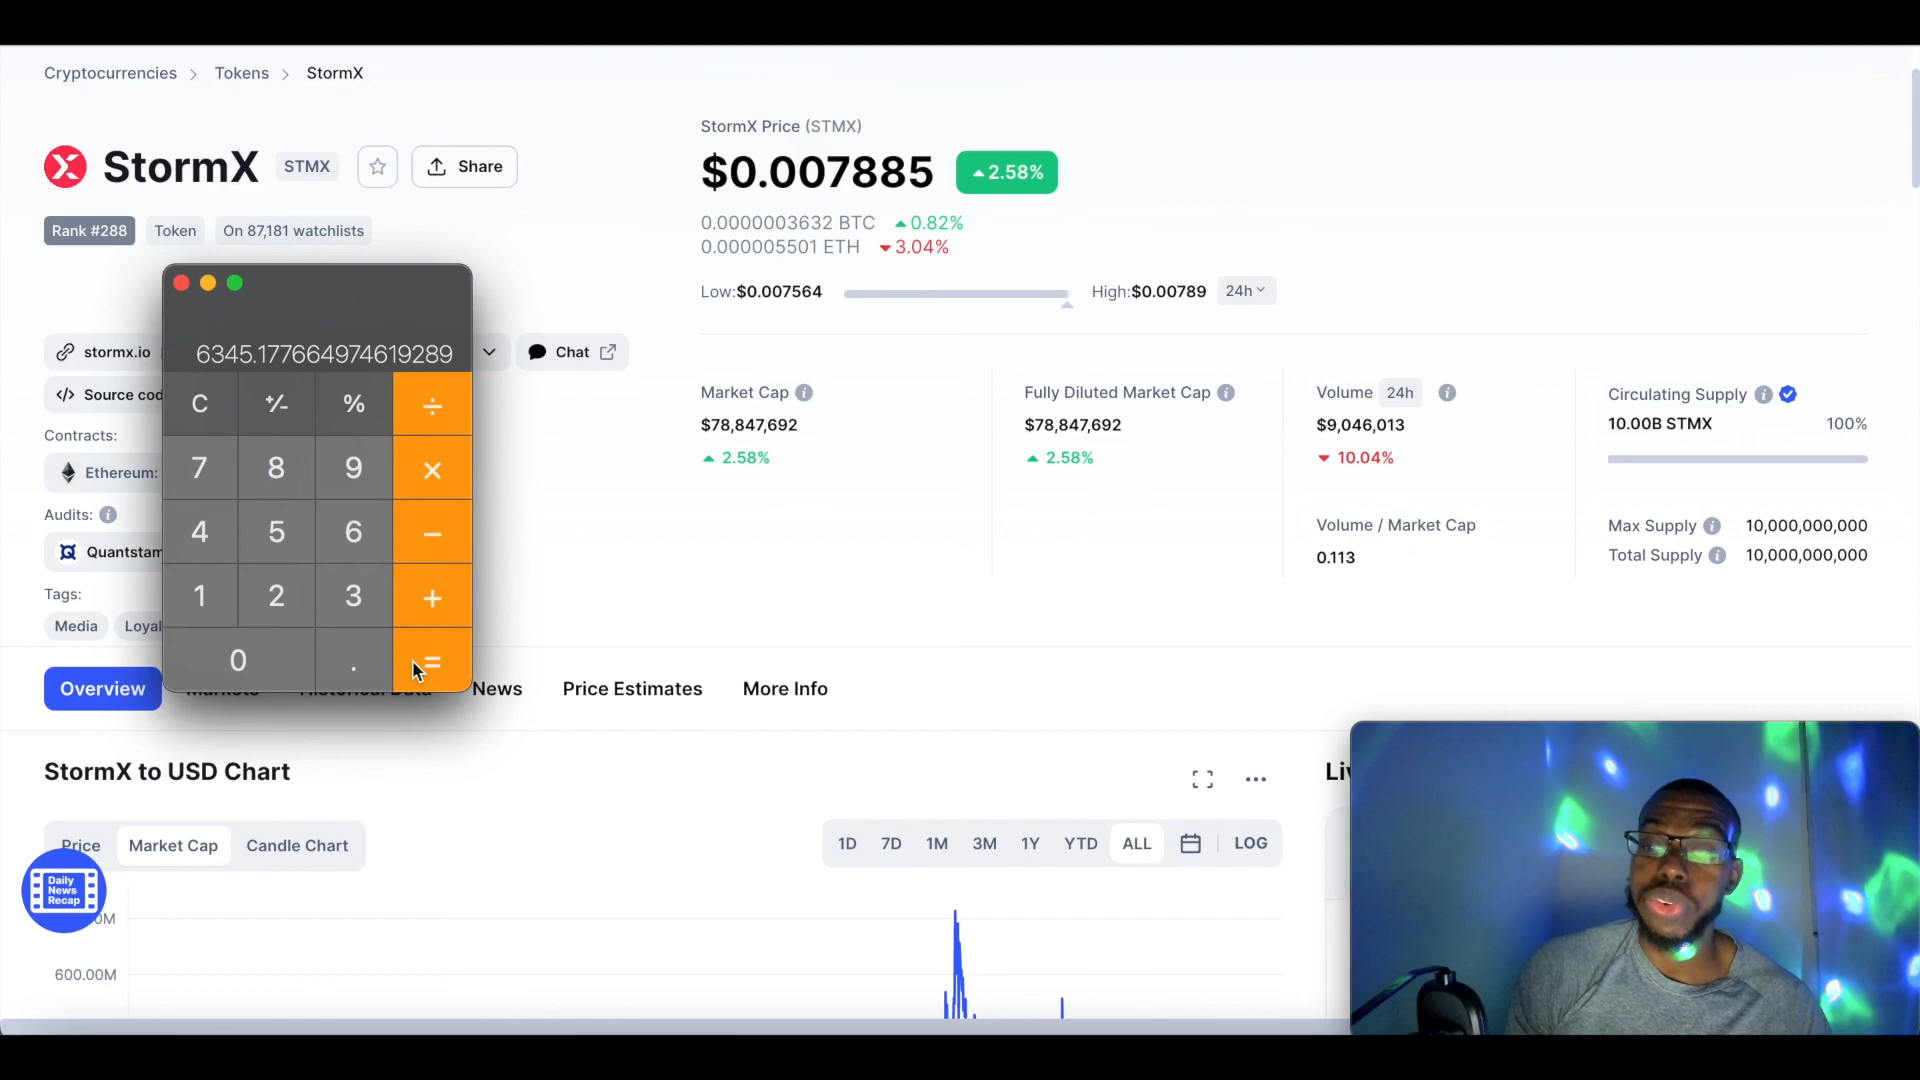 Cryptocurrencies > Tokens > StormX
StormX STMX Share
Rank #288 Token On 87,181 watchlists
StormX Price (STMX)
$0.007885 2.58%
0.0000003632 BTC 0.82%
0.000005501 ETH 3.04%
Low:$0.007564 High:$0.00789 24h
6345.177664974619289
C +/- % ÷
7 8 9 ×
4 5 6 −
1 2 3 +
0 . =
stormx.io Chat
Source cod
Contracts:
Ethereum:
Audits:
Quantstam
Tags:
Media Loyal
Market Cap
$78,847,692
2.58%
Fully Diluted Market Cap
$78,847,692
2.58%
Volume 24h
$9,046,013
10.04%
Volume / Market Cap
0.113
Circulating Supply
10.00B STMX 100%
Max Supply 10,000,000,000
Total Supply 10,000,000,000
Overview Markets Historical Data News Price Estimates More Info
StormX to USD Chart
Price Market Cap Candle Chart
1D 7D 1M 3M 1Y YTD ALL LOG
Daily
News
Recap
600.00M